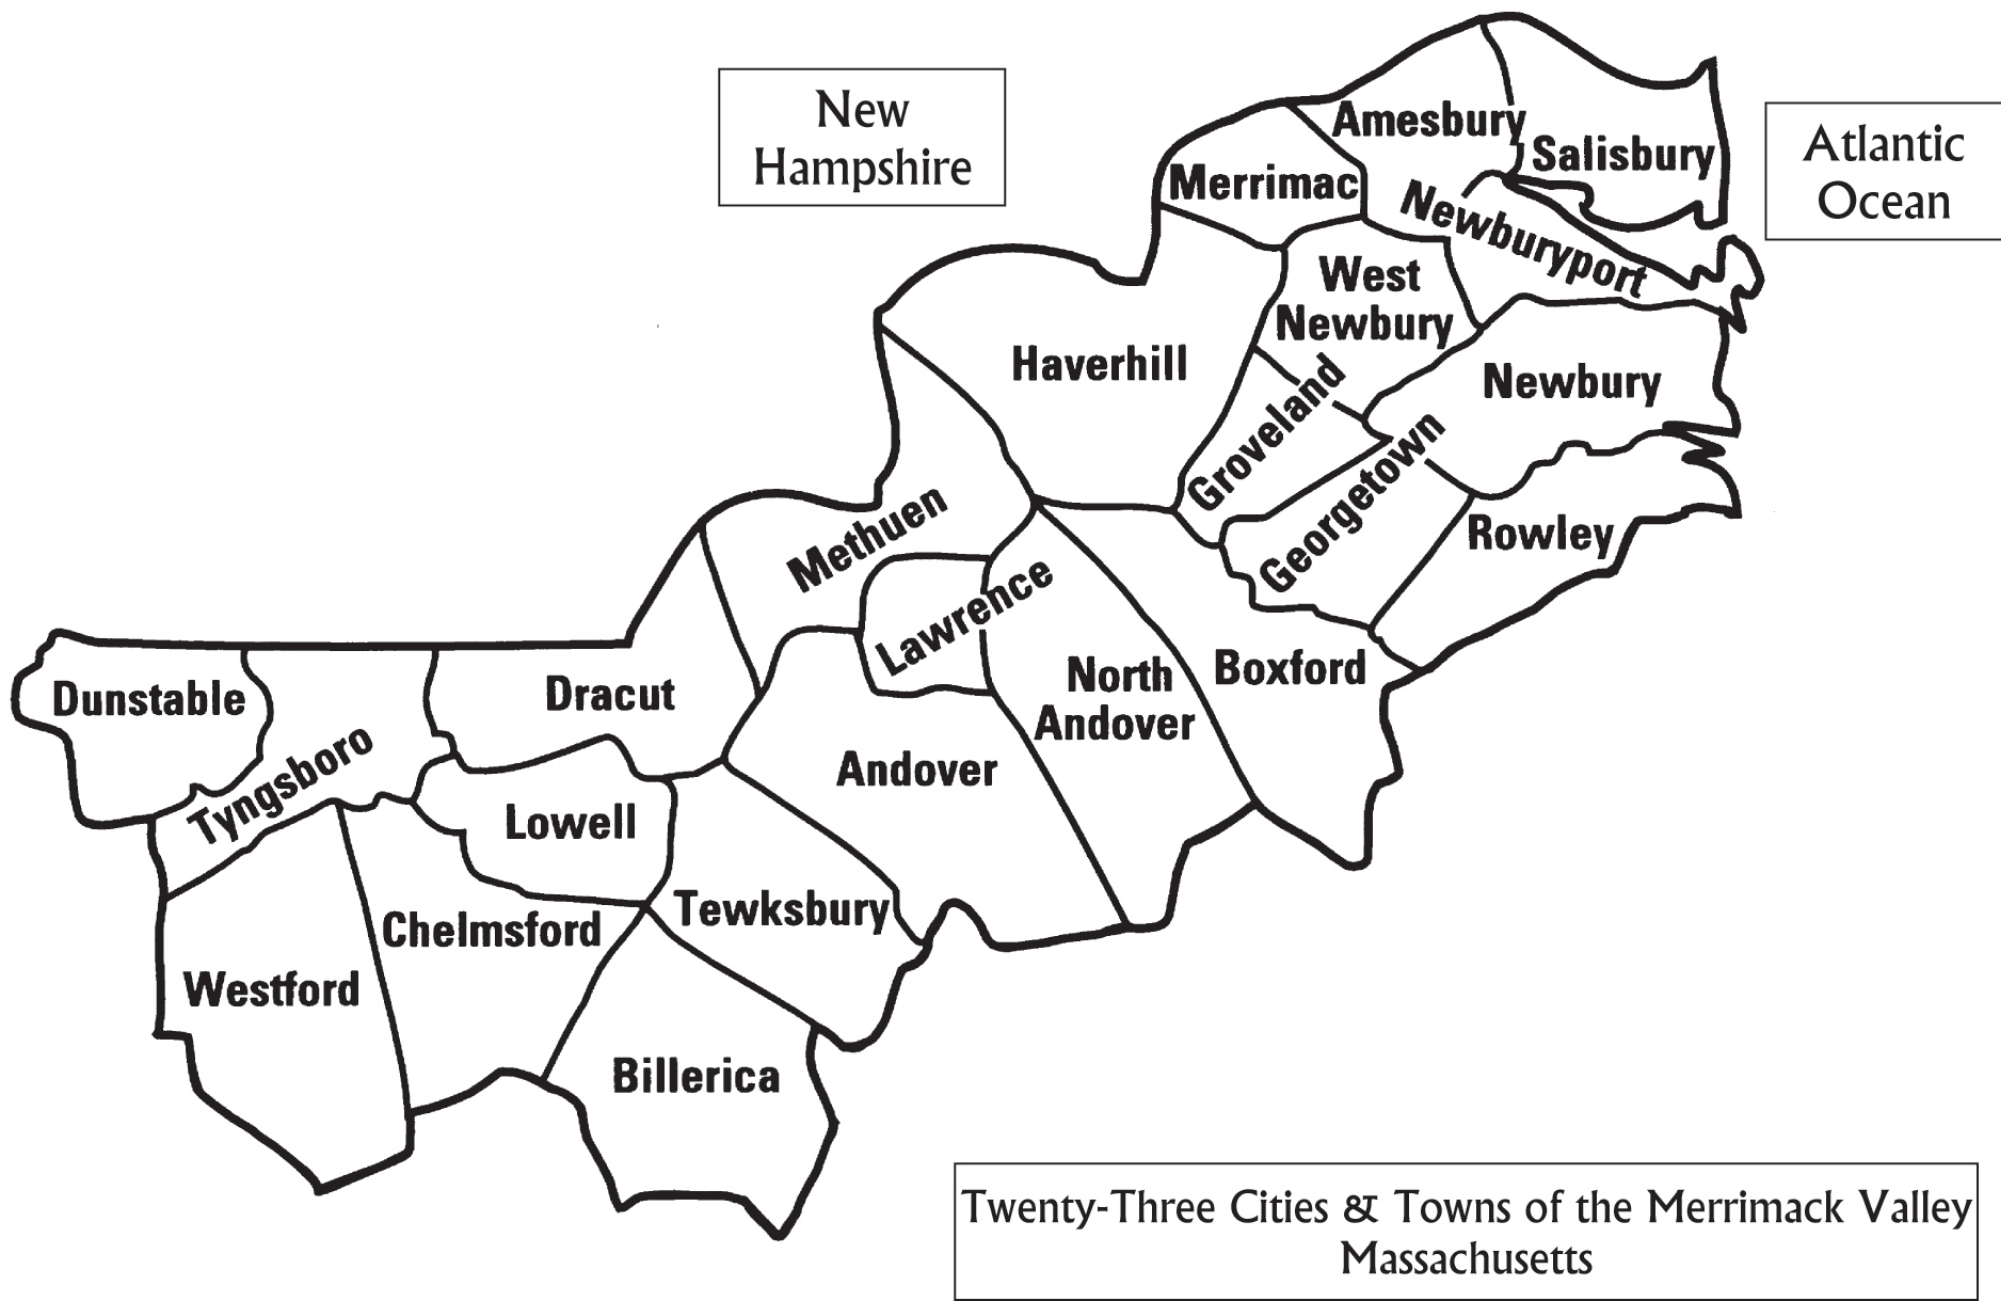 New
Hampshire
Atlantic
Ocean
Amesbury
Salisbury
Merrimac
Newburyport
West
Newbury
Haverhill
Newbury
Groveland
Georgetown
Rowley
Methuen
Lawrence
North
Andover
Boxford
Dunstable
Dracut
Tyngsboro
Andover
Lowell
Tewksbury
Chelmsford
Westford
Billerica
Twenty-Three Cities & Towns of the Merrimack Valley
Massachusetts